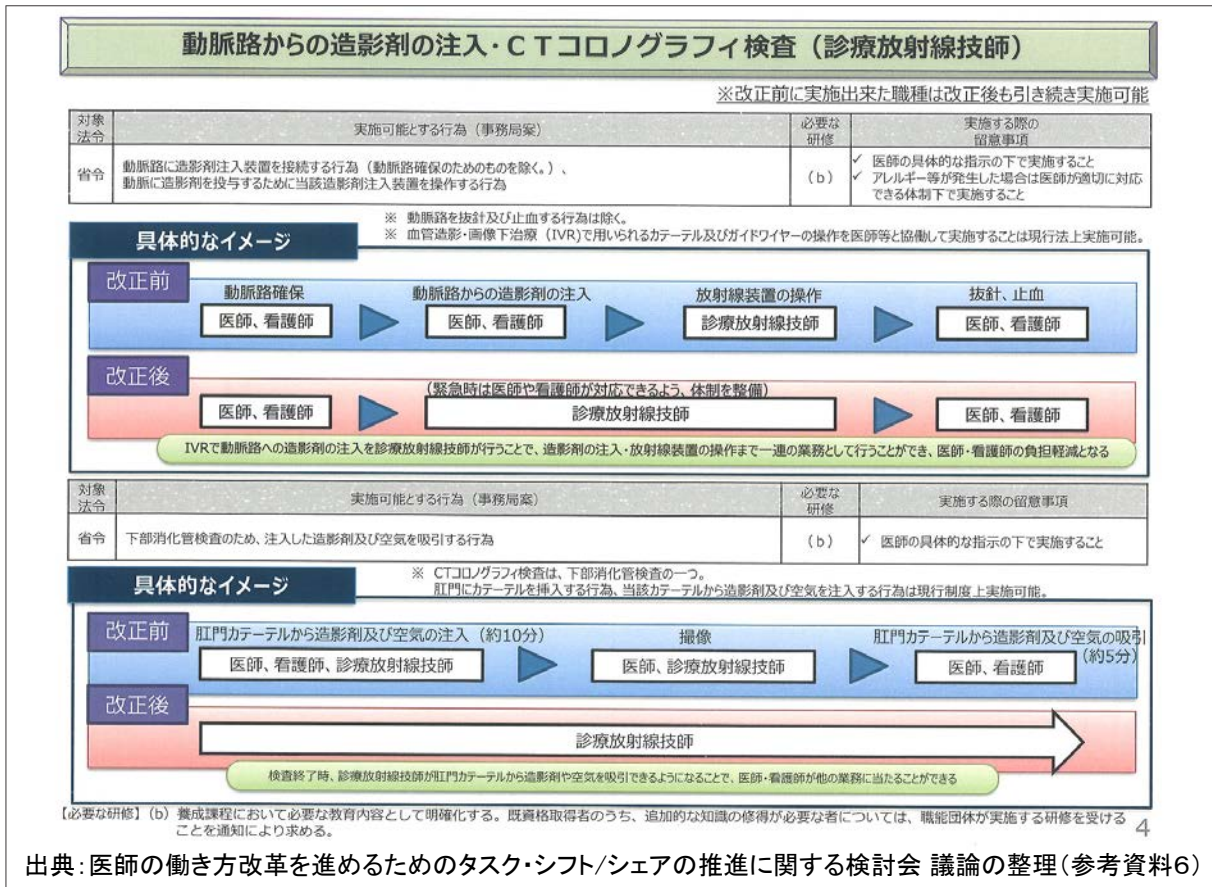 動脈路からの造影剤の注入・ＣＴコロノグラフィ検査（診療放射線技師）
※改正前に実施出来た職種は改正後も引き続き実施可能
対象法令
実施可能とする行為（事務局案）
必要な研修
実施する際の留意事項
省令
動脈路に造影剤注入装置を接続する行為（動脈路確保のためのものを除く。）、
動脈に造影剤を投与するために当該造影剤注入装置を操作する行為
（b）
✓ 医師の具体的な指示の下で実施すること
✓ アレルギー等が発生した場合は医師が適切に対応
できる体制下で実施すること
※ 動脈路を抜針及び止血する行為は除く。
※ 血管造影・画像下治療（IVR）で用いられるカテーテル及びガイドワイヤーの操作を医師等と協働して実施することは現行法上実施可能。
具体的なイメージ
改正前
動脈路確保
動脈路からの造影剤の注入
放射線装置の操作
抜針、止血
医師、看護師
医師、看護師
診療放射線技師
医師、看護師
改正後
（緊急時は医師や看護師が対応できるよう、体制を整備）
医師、看護師
診療放射線技師
医師、看護師
IVRで動脈路への造影剤の注入を診療放射線技師が行うことで、造影剤の注入・放射線装置の操作まで一連の業務として行うことができ、医師・看護師の負担軽減となる
対象法令
実施可能とする行為（事務局案）
必要な研修
実施する際の留意事項
省令
下部消化管検査のため、注入した造影剤及び空気を吸引する行為
（b）
✓ 医師の具体的な指示の下で実施すること
※ CTコロノグラフィ検査は、下部消化管検査の一つ。
肛門にカテーテルを挿入する行為、当該カテーテルから造影剤及び空気を注入する行為は現行制度上実施可能。
具体的なイメージ
改正前
肛門カテーテルから造影剤及び空気の注入（約10分）
撮像
肛門カテーテルから造影剤及び空気の吸引
（約5分）
医師、看護師、診療放射線技師
医師、診療放射線技師
医師、看護師
改正後
診療放射線技師
検査終了時、診療放射線技師が肛門カテーテルから造影剤や空気を吸引できるようになることで、医師・看護師が他の業務に当たることができる
【必要な研修】（b）養成課程において必要な教育内容として明確化する。既資格取得者のうち、追加的な知識の修得が必要な者については、職能団体が実施する研修を受ける
ことを通知により求める。
4
出典：医師の働き方改革を進めるためのタスク・シフト/シェアの推進に関する検討会 議論の整理（参考資料６）